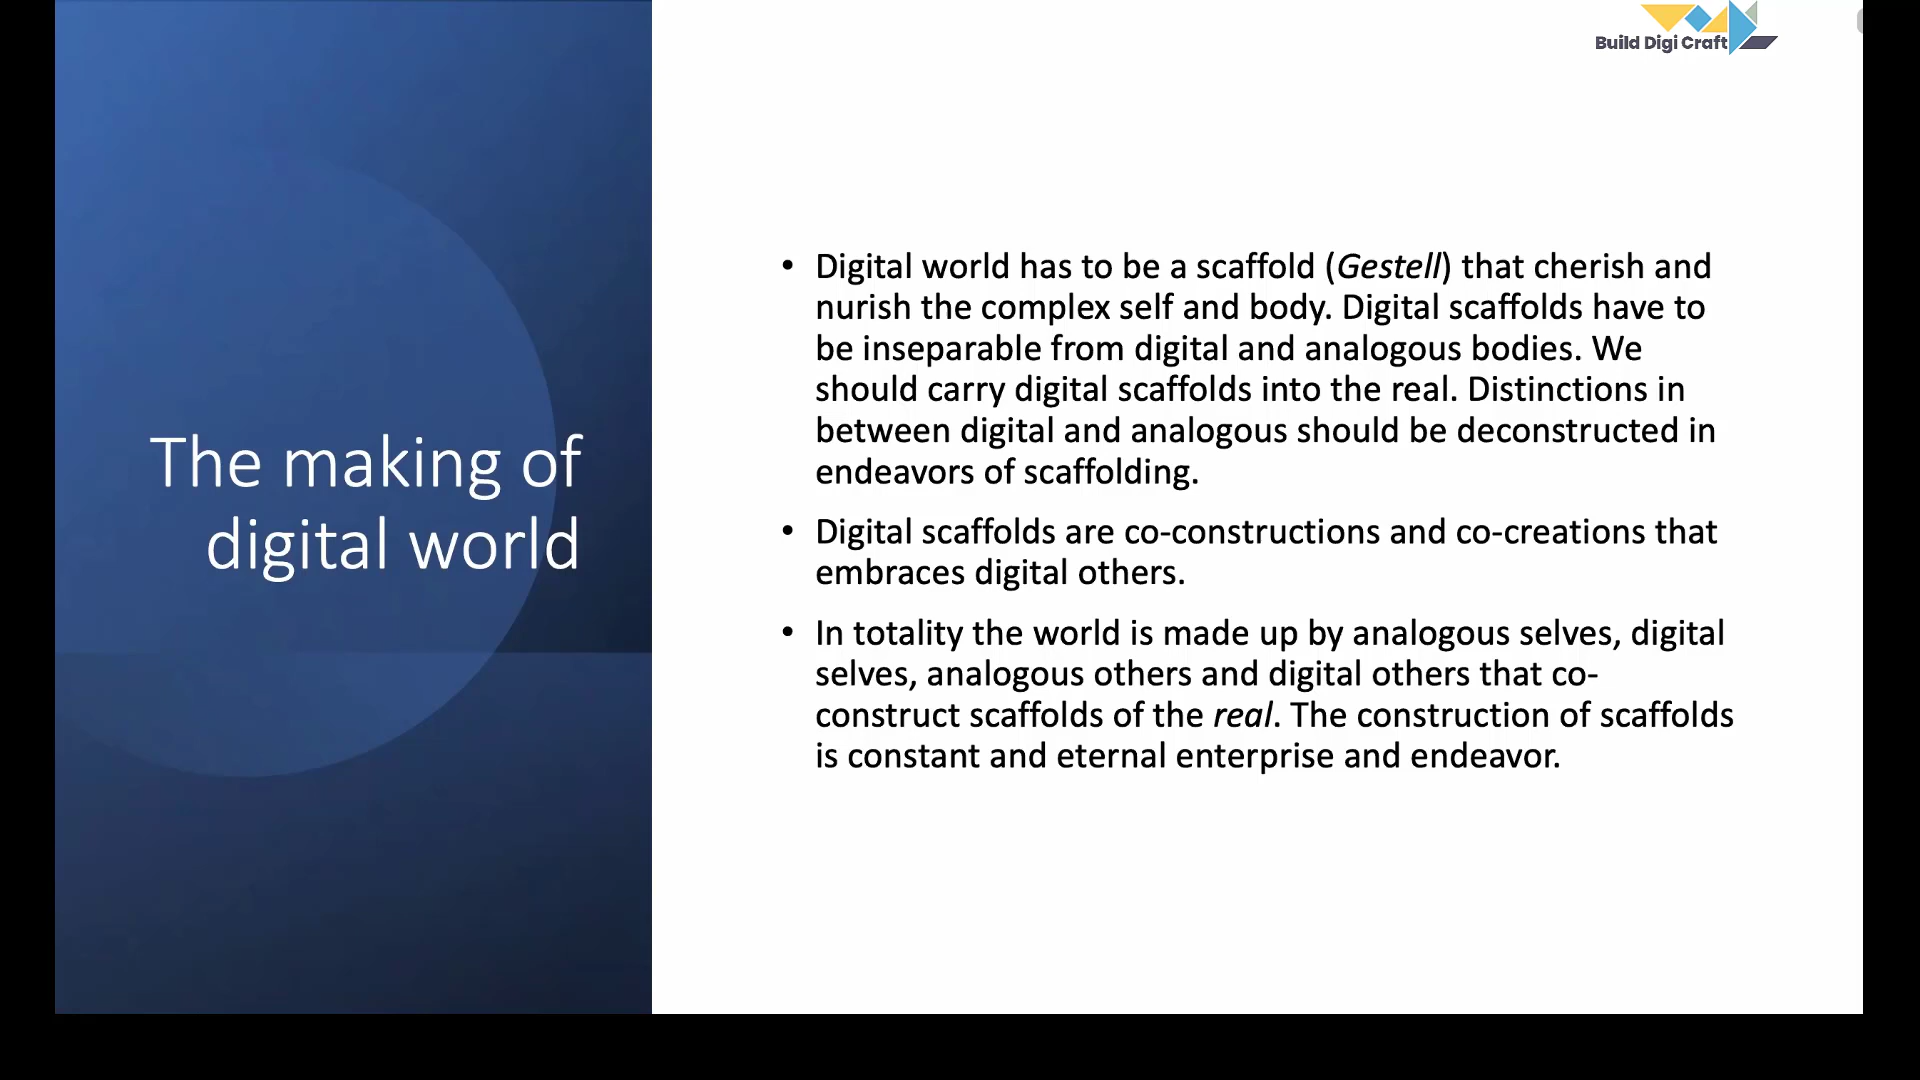 Build Digi Craft
The making of
digital world
• Digital world has to be a scaffold (Gestell) that cherish and
nurish the complex self and body. Digital scaffolds have to
be inseparable from digital and analogous bodies. We
should carry digital scaffolds into the real. Distinctions in
between digital and analogous should be deconstructed in
endeavors of scaffolding.
• Digital scaffolds are co-constructions and co-creations that
embraces digital others.
• In totality the world is made up by analogous selves, digital
selves, analogous others and digital others that co-
construct scaffolds of the real. The construction of scaffolds
is constant and eternal enterprise and endeavor.